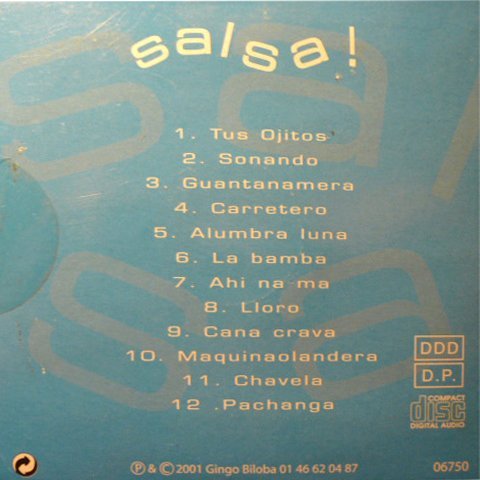 salsa!
1. Tus Ojitos
2. Sonando
3. Guantanamera
4. Carretero
5. Alumbra luna
6. La bamba
7. Ahi na ma
8. Lloro
9. Cana crava
10. Maquinaolandera
11. Chavela
12 .Pachanga
DDD
D.P.
COMPACT
disc
DIGITAL AUDIO
℗ & © 2001 Gingo Biloba 01 46 62 04 87
06750